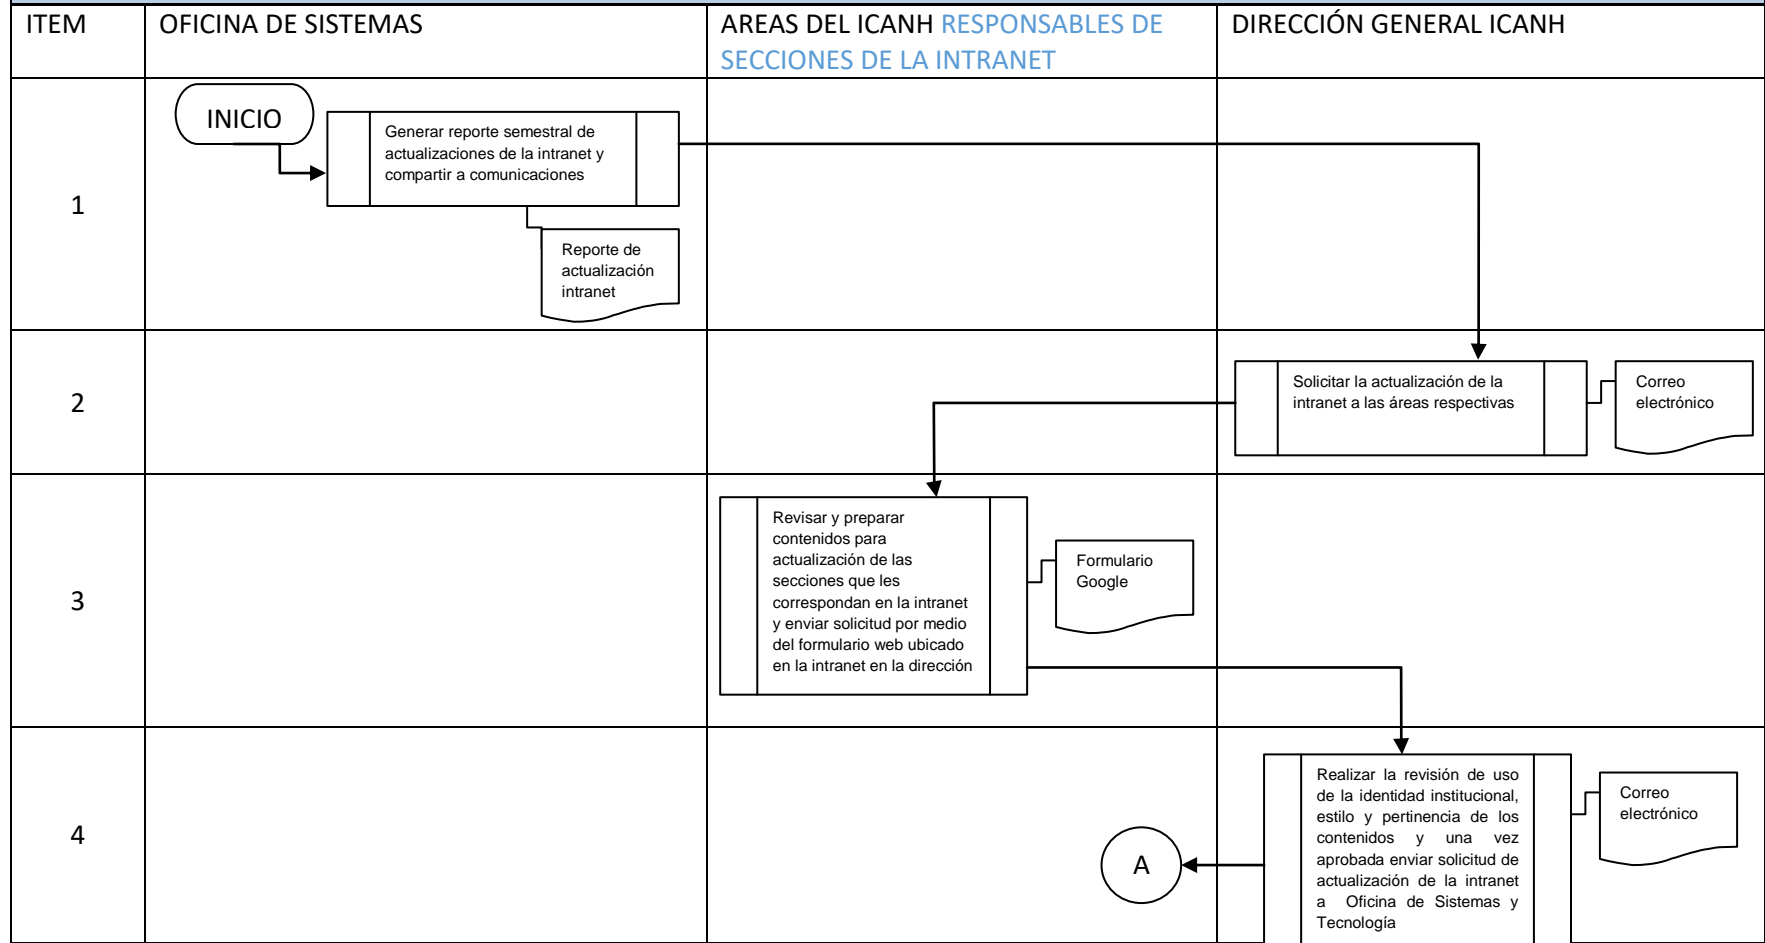 ITEM
OFICINA DE SISTEMAS
AREAS DEL ICANH RESPONSABLES DE
SECCIONES DE LA INTRANET
DIRECCIÓN GENERAL ICANH
1
INICIO
Generar reporte semestral de
actualizaciones de la intranet y
compartir a comunicaciones
Reporte de
actualización
intranet
2
Solicitar la actualización de la
intranet a las áreas respectivas
Correo
electrónico
3
Revisar y preparar
contenidos para
actualización de las
secciones que les
correspondan en la intranet
y enviar solicitud por medio
del formulario web ubicado
en la intranet en la dirección
Formulario
Google
4
A
Realizar la revisión de uso
de la identidad institucional,
estilo y pertinencia de los
contenidos y una vez
aprobada enviar solicitud de
actualización de la intranet
a Oficina de Sistemas y
Tecnología
Correo
electrónico